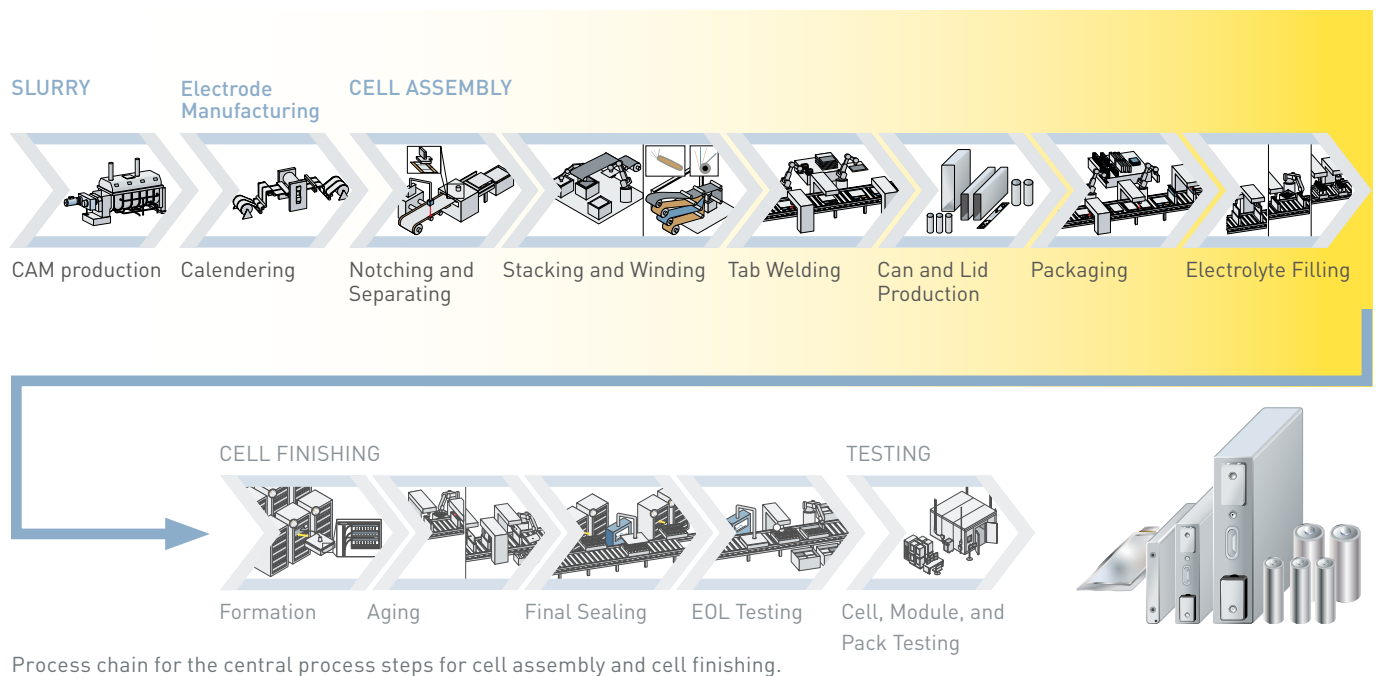 SLURRY
Electrode
Manufacturing
CELL ASSEMBLY
CAM production
Calendering
Notching and
Separating
Stacking and Winding
Tab Welding
Can and Lid
Production
Packaging
Electrolyte Filling
CELL FINISHING
TESTING
Formation
Aging
Final Sealing
EOL Testing
Cell, Module, and
Pack Testing
Process chain for the central process steps for cell assembly and cell finishing.